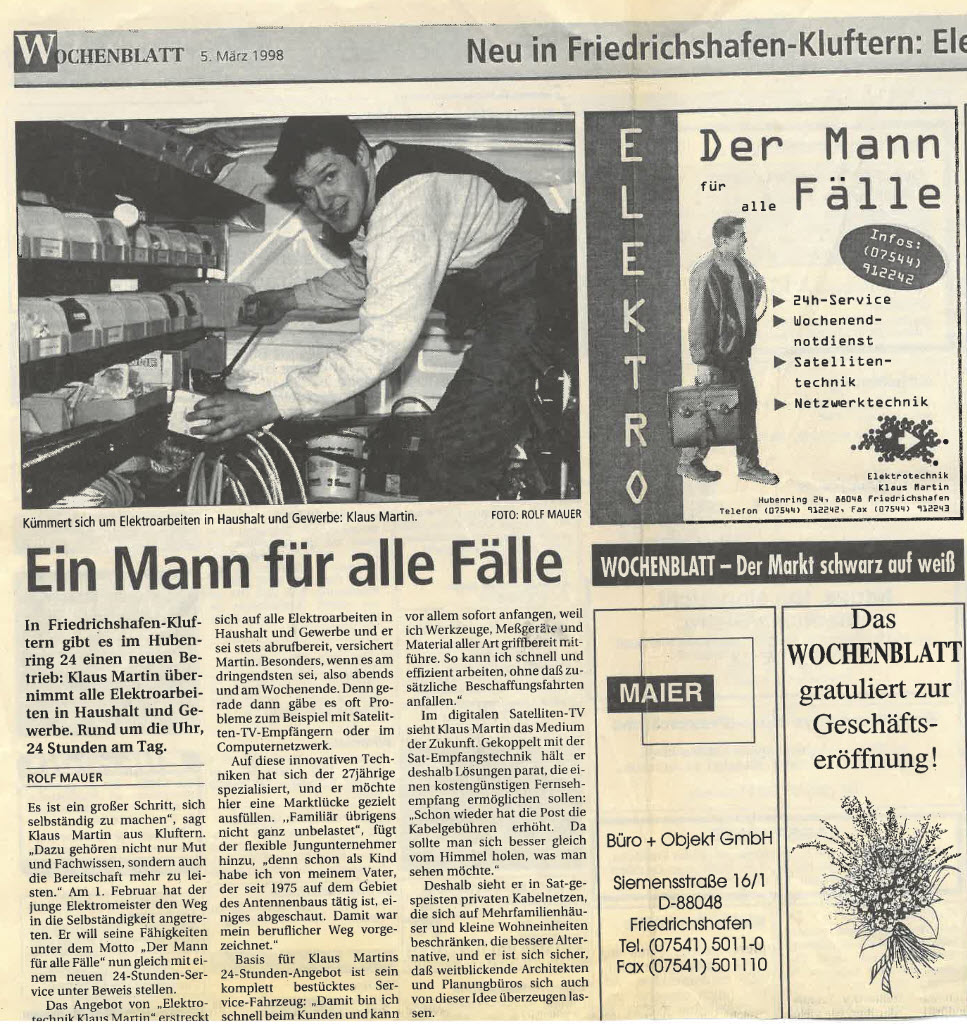 WOCHENBLATT 5. März 1998
Neu in Friedrichshafen-Kluftern: Ele
Kümmert sich um Elektroarbeiten in Haushalt und Gewerbe: Klaus Martin.
FOTO: ROLF MAUER
Ein Mann für alle Fälle
In Friedrichshafen-Kluf-
tern gibt es im Huben-
ring 24 einen neuen Be-
trieb: Klaus Martin über-
nimmt alle Elektroarbei-
ten in Haushalt und Ge-
werbe. Rund um die Uhr,
24 Stunden am Tag.
ROLF MAUER
Es ist ein großer Schritt, sich
selbständig zu machen“, sagt
Klaus Martin aus Kluftern.
„Dazu gehören nicht nur Mut
und Fachwissen, sondern auch
die Bereitschaft mehr zu lei-
sten.“ Am 1. Februar hat der
junge Elektromeister den Weg
in die Selbständigkeit angetre-
ten. Er will seine Fähigkeiten
unter dem Motto „Der Mann
für alle Fälle“ nun gleich mit ei-
nem neuen 24-Stunden-Ser-
vice unter Beweis stellen.
Das Angebot von „Elektro-
technik Klaus Martin“ erstreckt
sich auf alle Elektroarbeiten in
Haushalt und Gewerbe und er
sei stets abrufbereit, versichert
Martin. Besonders, wenn es am
dringendsten sei, also abends
und am Wochenende. Denn ge-
rade dann gäbe es oft Pro-
bleme zum Beispiel mit Satelit-
ten-TV-Empfängern oder im
Computernetzwerk.
Auf diese innovativen Tech-
niken hat sich der 27jährige
spezialisiert, und er möchte
hier eine Marktlücke gezielt
ausfüllen. „Familiär übrigens
nicht ganz unbelastet“, fügt
der flexible Jungunternehmer
hinzu, „denn schon als Kind
habe ich von meinem Vater,
der seit 1975 auf dem Gebiet
des Antennenbaus tätig ist, ei-
niges abgeschaut. Damit war
mein beruflicher Weg vorge-
zeichnet.“
Basis für Klaus Martins
24-Stunden-Angebot ist sein
komplett bestücktes Ser-
vice-Fahrzeug: „Damit bin ich
schnell beim Kunden und kann
vor allem sofort anfangen, weil
ich Werkzeuge, Meßgeräte und
Material aller Art griffbereit mit-
führe. So kann ich schnell und
effizient arbeiten, ohne daß zu-
sätzliche Beschaffungsfahrten
anfallen.“
Im digitalen Satelliten-TV
sieht Klaus Martin das Medium
der Zukunft. Gekoppelt mit der
Sat-Empfangstechnik hält er
deshalb Lösungen parat, die ei-
nen kostengünstigen Fernseh-
empfang ermöglichen sollen:
„Schon wieder hat die Post die
Kabelgebühren erhöht. Da
sollte man sich besser gleich
vom Himmel holen, was man
sehen möchte.“
Deshalb sieht er in Sat-ge-
speisten privaten Kabelnetzen,
die sich auf Mehrfamilienhäu-
ser und kleine Wohneinheiten
beschränken, die bessere Alter-
native, und er ist sich sicher,
daß weitblickende Architekten
und Planungbüros sich auch
von dieser Idee überzeugen las-
sen.
ELEKTRO
Der Mann
für
alle Fälle
Infos:
(07544)
912242
24h-Service
Wochenend-
notdienst
Satelliten-
technik
Netzwerktechnik
Elektrotechnik
Klaus Martin
Hubenring 24, 88048 Friedrichshafen
Telefon (07544) 912242, Fax (07544) 912243
WOCHENBLATT – Der Markt schwarz auf weiß
MAIER
Büro + Objekt GmbH
Siemensstraße 16/1
D-88048
Friedrichshafen
Tel. (07541) 5011-0
Fax (07541) 501110
Das
WOCHENBLATT
gratuliert zur
Geschäfts-
eröffnung!